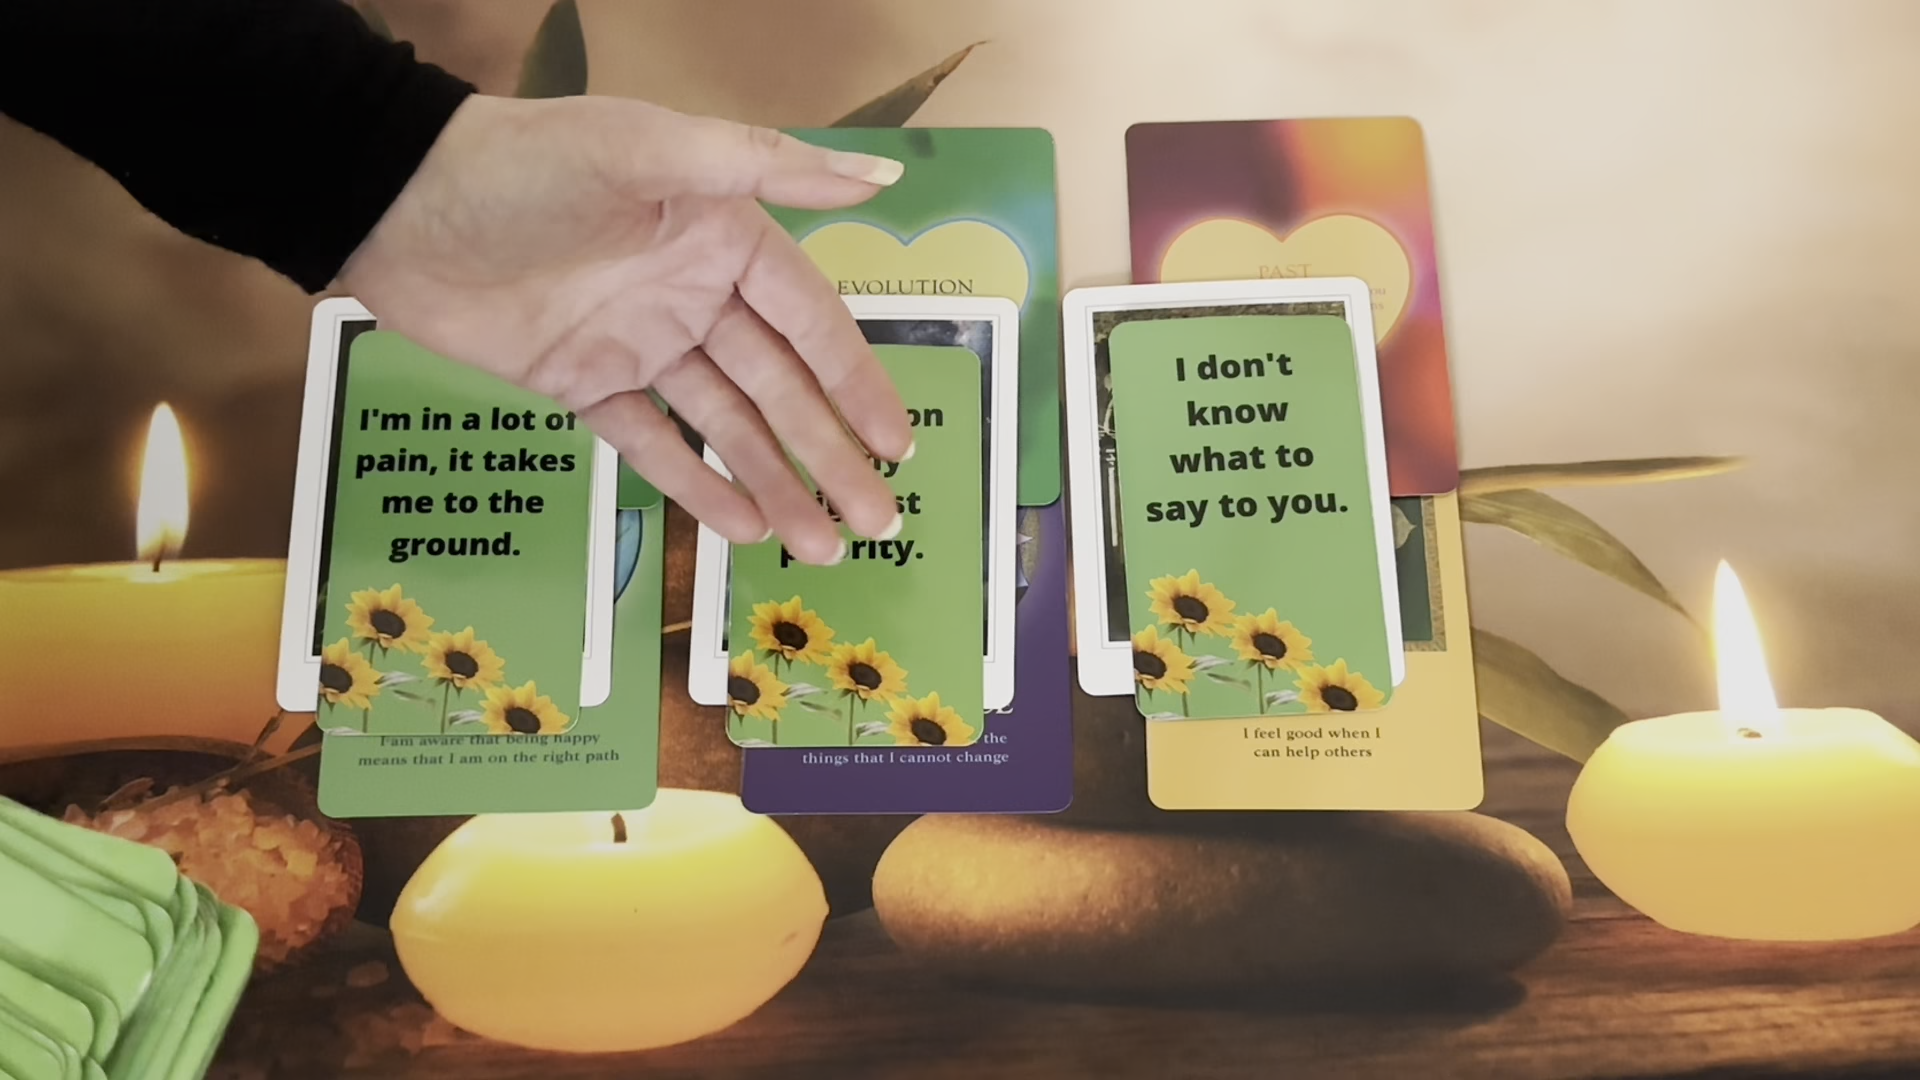 EVOLUTION
PAST
I'm in a lot of
pain, it takes
me to the
ground.
I am aware that being happy
means that I am on the right path
the
things that I cannot change
I don't
know
what to
say to you.
I feel good when I
can help others